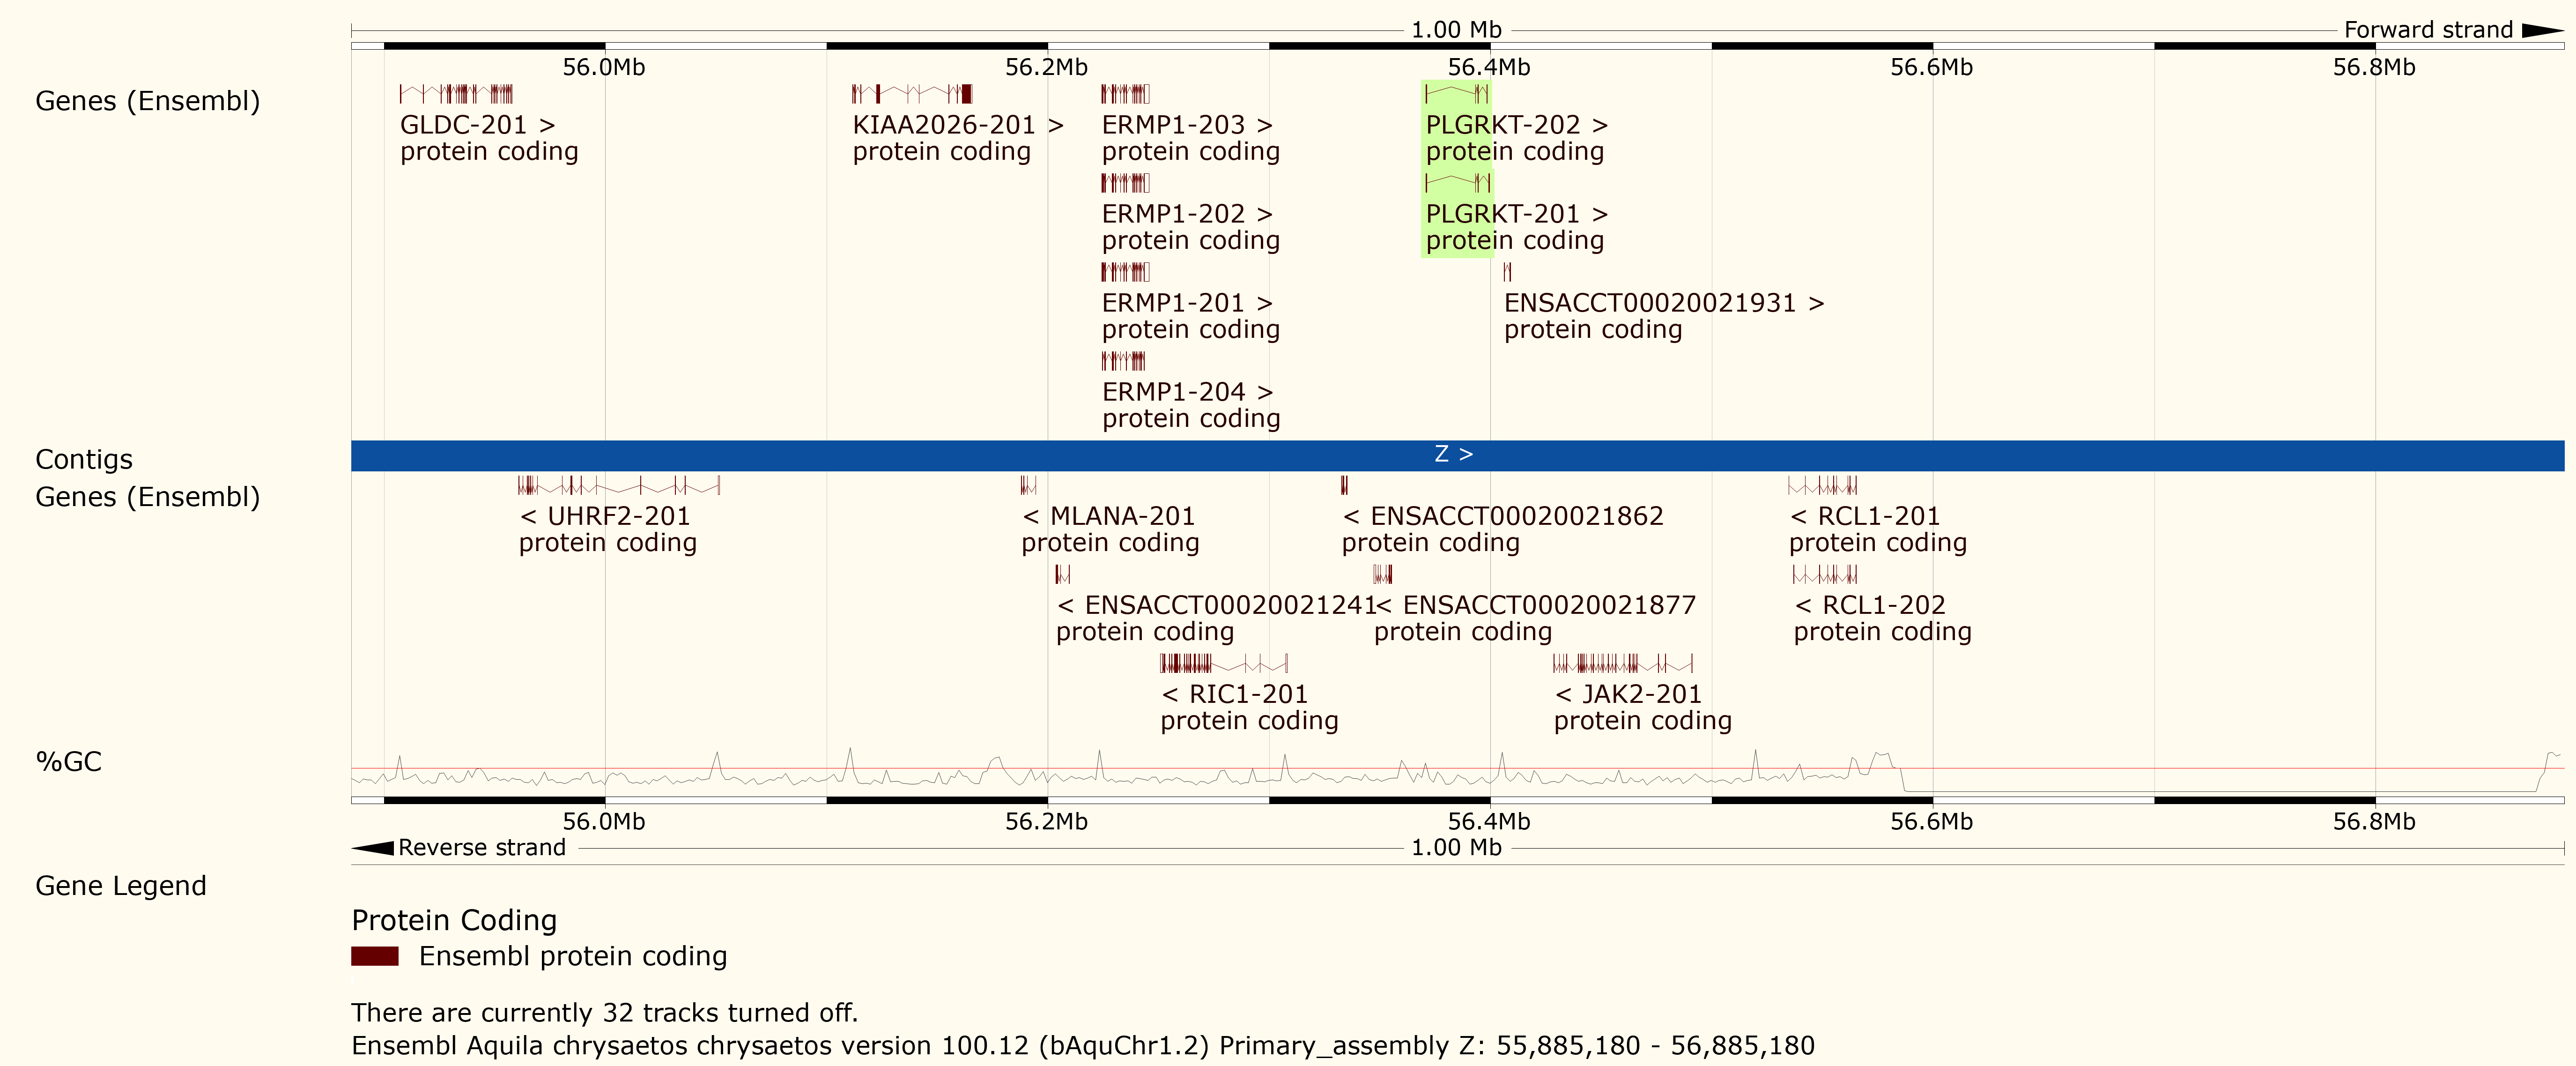 1.00 Mb Forward strand
56.0Mb 56.2Mb 56.4Mb 56.6Mb 56.8Mb
Genes (Ensembl)
GLDC-201 > KIAA2026-201 > ERMP1-203 > PLGRKT-202 >
protein coding protein coding protein coding protein coding
ERMP1-202 > PLGRKT-201 >
protein coding protein coding
ERMP1-201 > ENSACCT00020021931 >
protein coding protein coding
ERMP1-204 >
protein coding
Contigs Z >
Genes (Ensembl)
< UHRF2-201 < MLANA-201 < ENSACCT00020021862 < RCL1-201
protein coding protein coding protein coding protein coding
< ENSACCT00020021241 < ENSACCT00020021877 < RCL1-202
protein coding protein coding protein coding
< RIC1-201 < JAK2-201
protein coding protein coding
%GC
56.0Mb 56.2Mb 56.4Mb 56.6Mb 56.8Mb
Reverse strand 1.00 Mb
Gene Legend
Protein Coding
Ensembl protein coding
There are currently 32 tracks turned off.
Ensembl Aquila chrysaetos chrysaetos version 100.12 (bAquChr1.2) Primary_assembly Z: 55,885,180 - 56,885,180